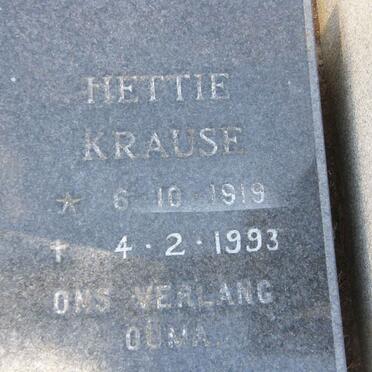 HETTIE
KRAUSE
* 6 · 10 · 1919
† 4 · 2 · 1993
ONS VERLANG
OUMA